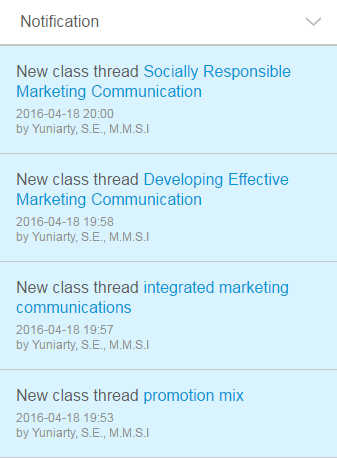 Notification
New class thread Socially Responsible
Marketing Communication
2016-04-18 20:00
by Yuniarty, S.E., M.M.S.I
New class thread Developing Effective
Marketing Communication
2016-04-18 19:58
by Yuniarty, S.E., M.M.S.I
New class thread integrated marketing
communications
2016-04-18 19:57
by Yuniarty, S.E., M.M.S.I
New class thread promotion mix
2016-04-18 19:53
by Yuniarty, S.E., M.M.S.I